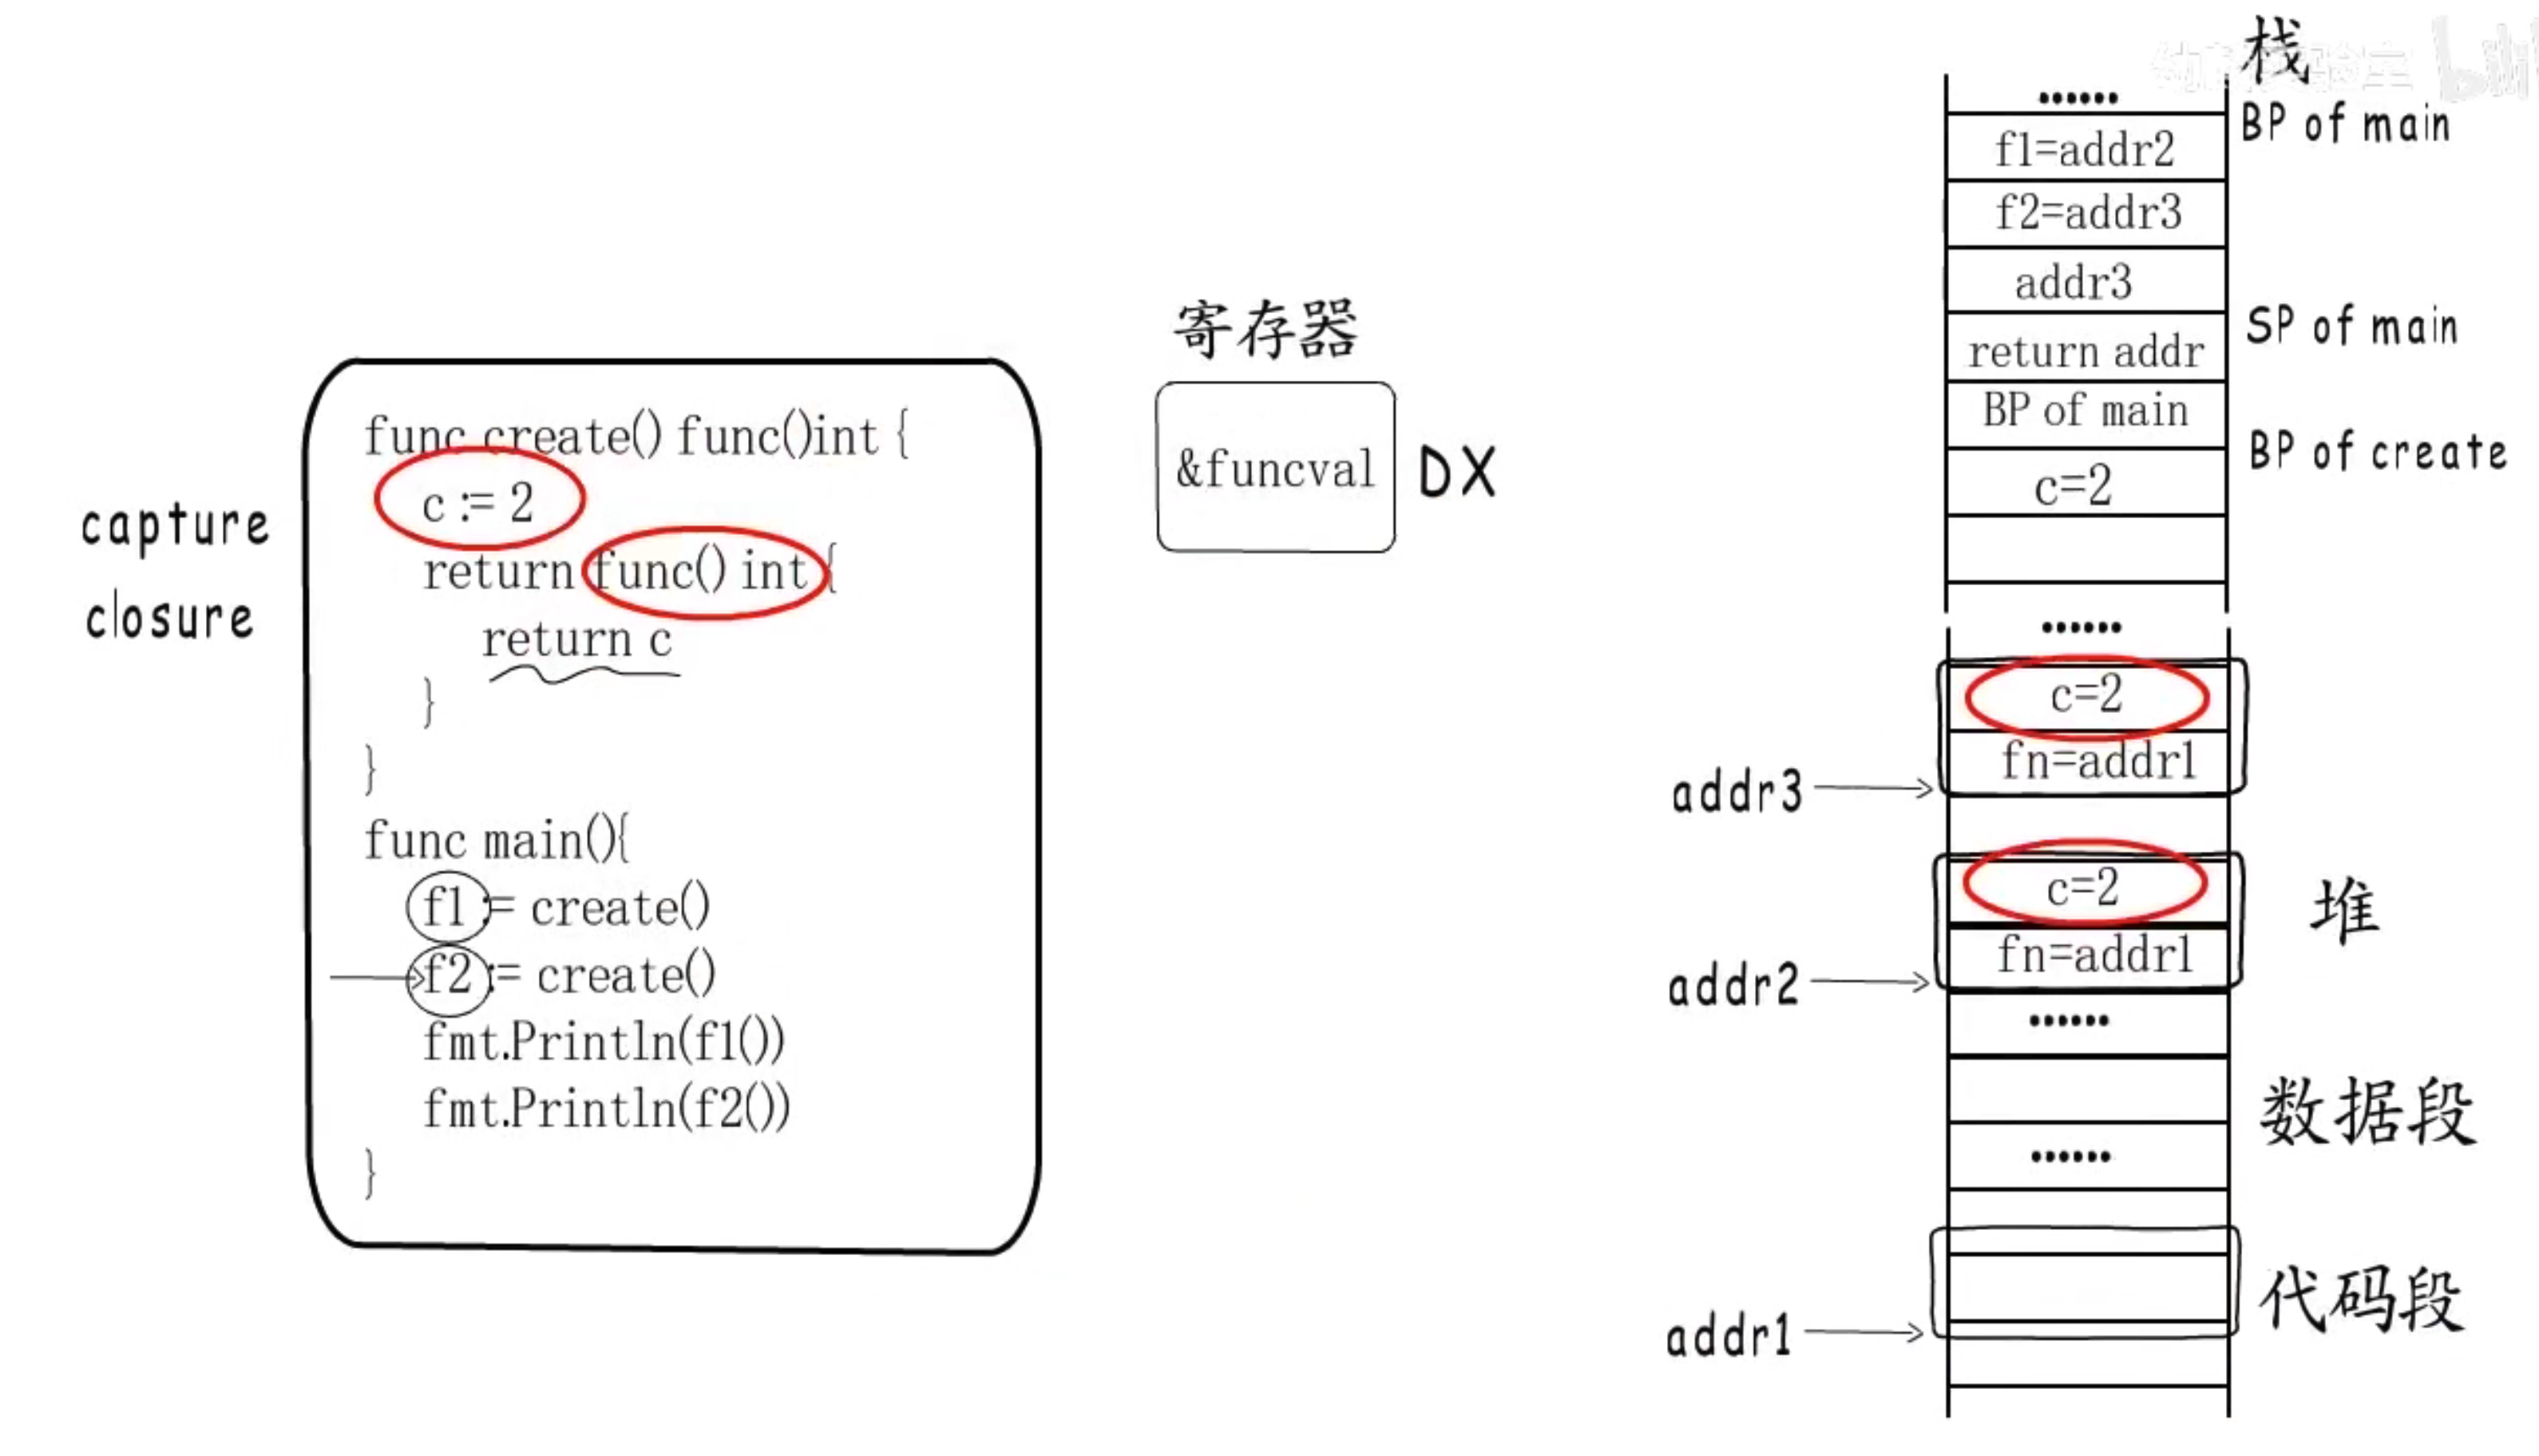 capture
closure
func create() func()int {
c := 2
return func() int {
return c
}
}
func main(){
f1 := create()
f2 := create()
fmt.Println(f1())
fmt.Println(f2())
}
寄存器
&funcval
DX
栈
......
BP of main
f1=addr2
f2=addr3
addr3
SP of main
return addr
BP of main
BP of create
c=2
......
c=2
fn=addr1
addr3
c=2
堆
fn=addr1
addr2
......
数据段
......
代码段
addr1